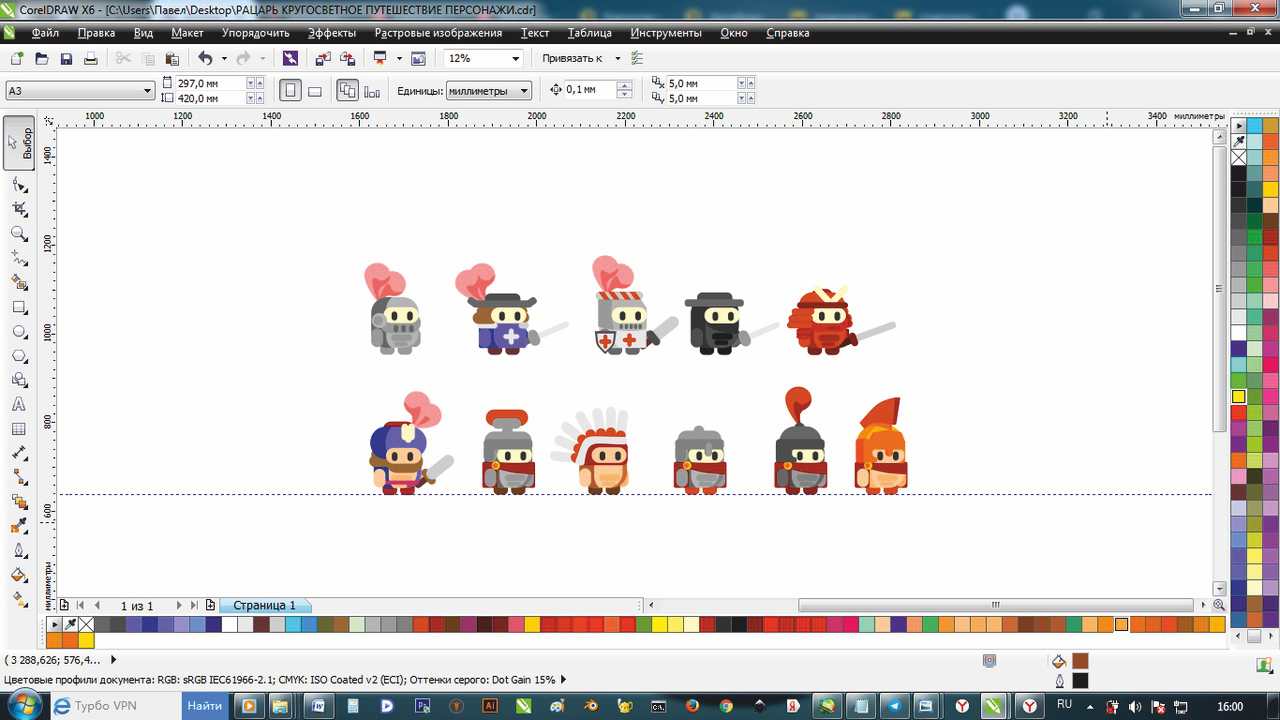 CorelDRAW X6 - [C:\Users\Павел\Desktop\РАЦАРЬ КРУГОСВЕТНОЕ ПУТЕШЕСТВИЕ ПЕРСОНАЖИ.cdr]
Файл Правка Вид Макет Упорядочить Эффекты Растровые изображения Текст Таблица Инструменты Окно Справка
12% Привязать к
A3 297,0 мм 420,0 мм Единицы: миллиметры 0,1 мм 5,0 мм 5,0 мм
1000 1200 1400 1600 1800 2000 2200 2400 2600 2800 3000 3200 3400 миллиметры
Выбор
1400
1200
1000
800
600
миллиметры
1 из 1 Страница 1
( 3 288,626; 576,4...
Цветовые профили документа: RGB: sRGB IEC61966-2.1; CMYK: ISO Coated v2 (ECI); Оттенки серого: Dot Gain 15%
Турбо VPN Найти RU 16:00